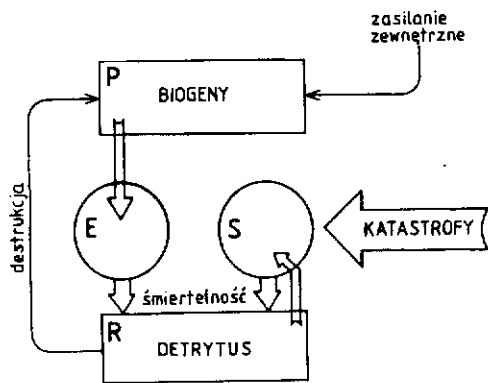 zasilanie
zewnętrzne
P
BIOGENY
destrukcja
E
S
KATASTROFY
śmiertelność
R
DETRYTUS